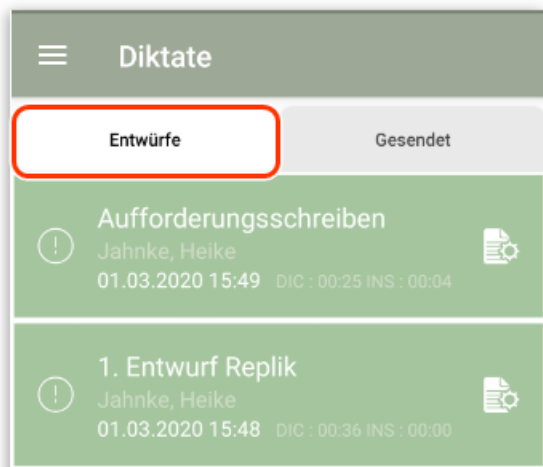 Diktate
Entwürfe
Gesendet
Aufforderungsschreiben
Jahnke, Heike
01.03.2020 15:49 DIC : 00:25 INS : 00:04
1. Entwurf Replik
Jahnke, Heike
01.03.2020 15:48 DIC : 00:36 INS : 00:00